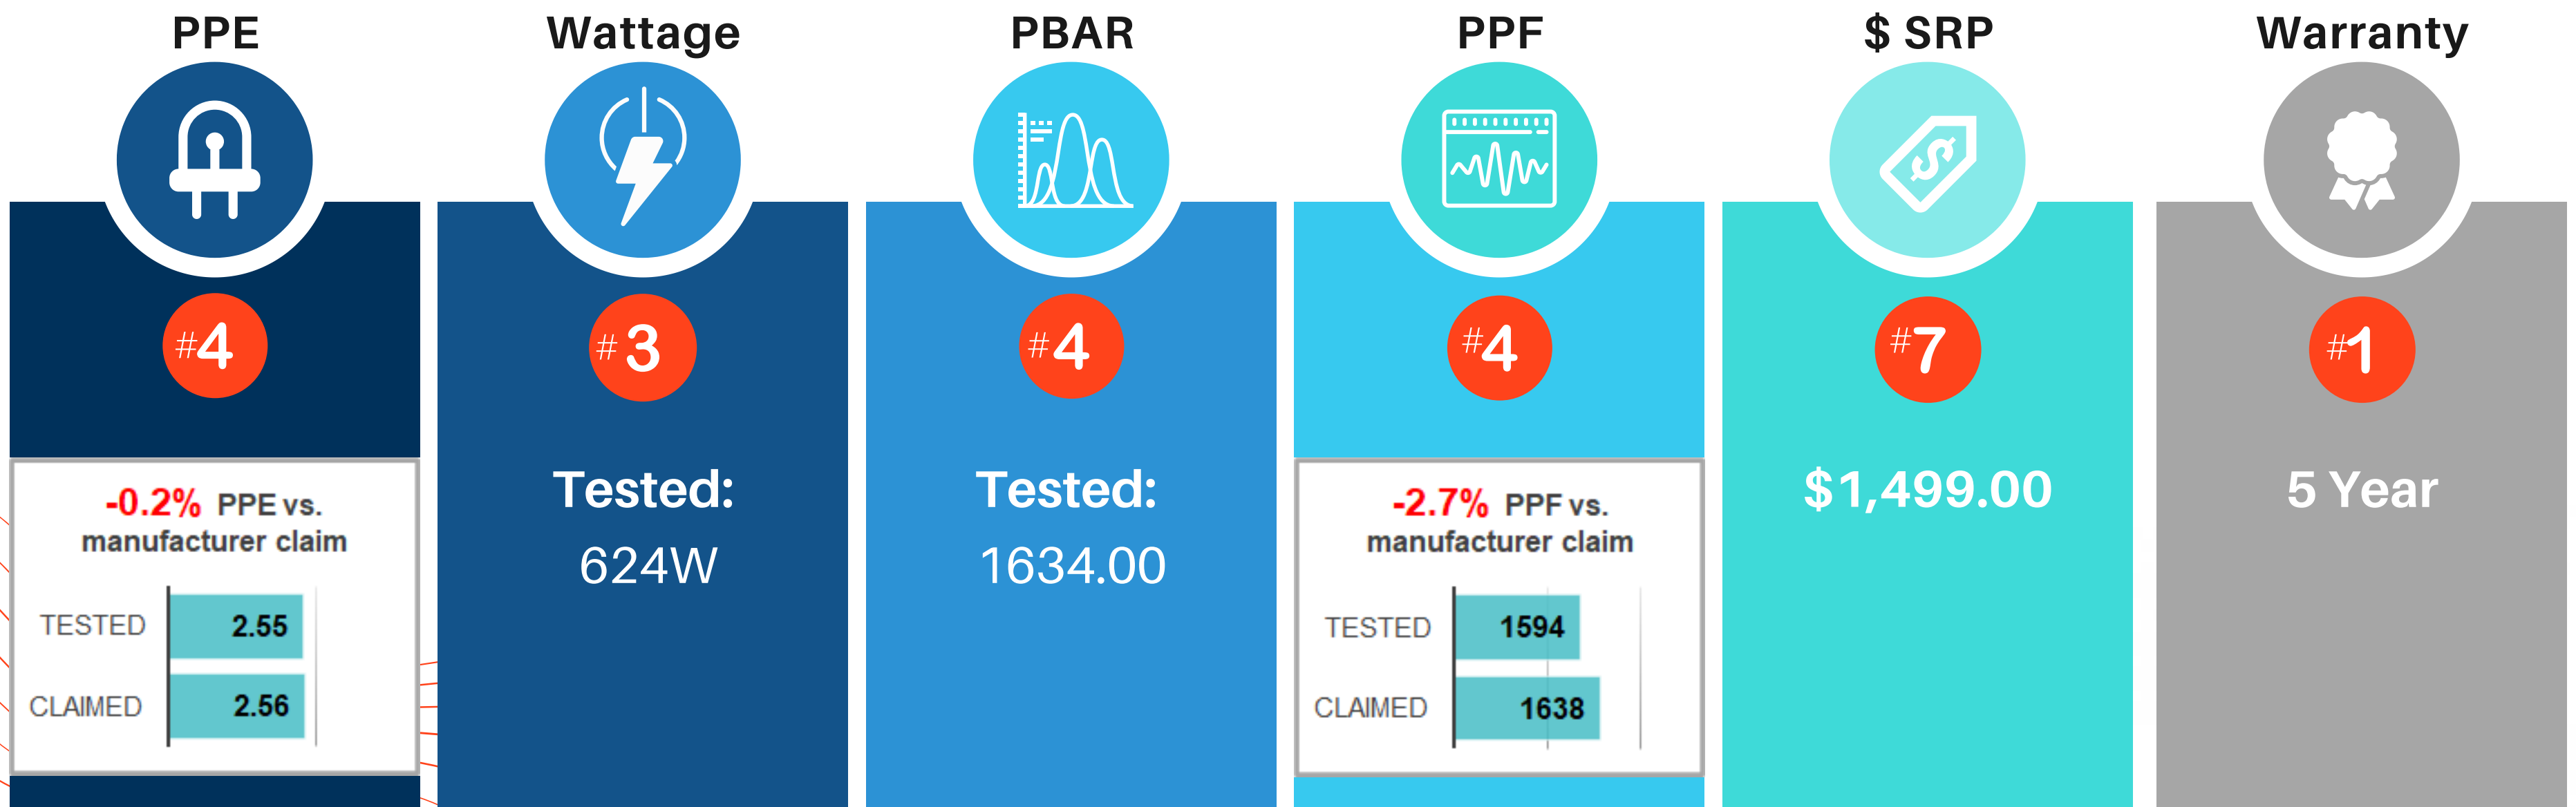 PPE
Wattage
PBAR
PPF
$ SRP
Warranty
#4
#3
#4
#4
#7
#1
-0.2% PPE vs.
manufacturer claim
TESTED 2.55
CLAIMED 2.56
Tested:
624W
Tested:
1634.00
-2.7% PPF vs.
manufacturer claim
TESTED 1594
CLAIMED 1638
$1,499.00
5 Year